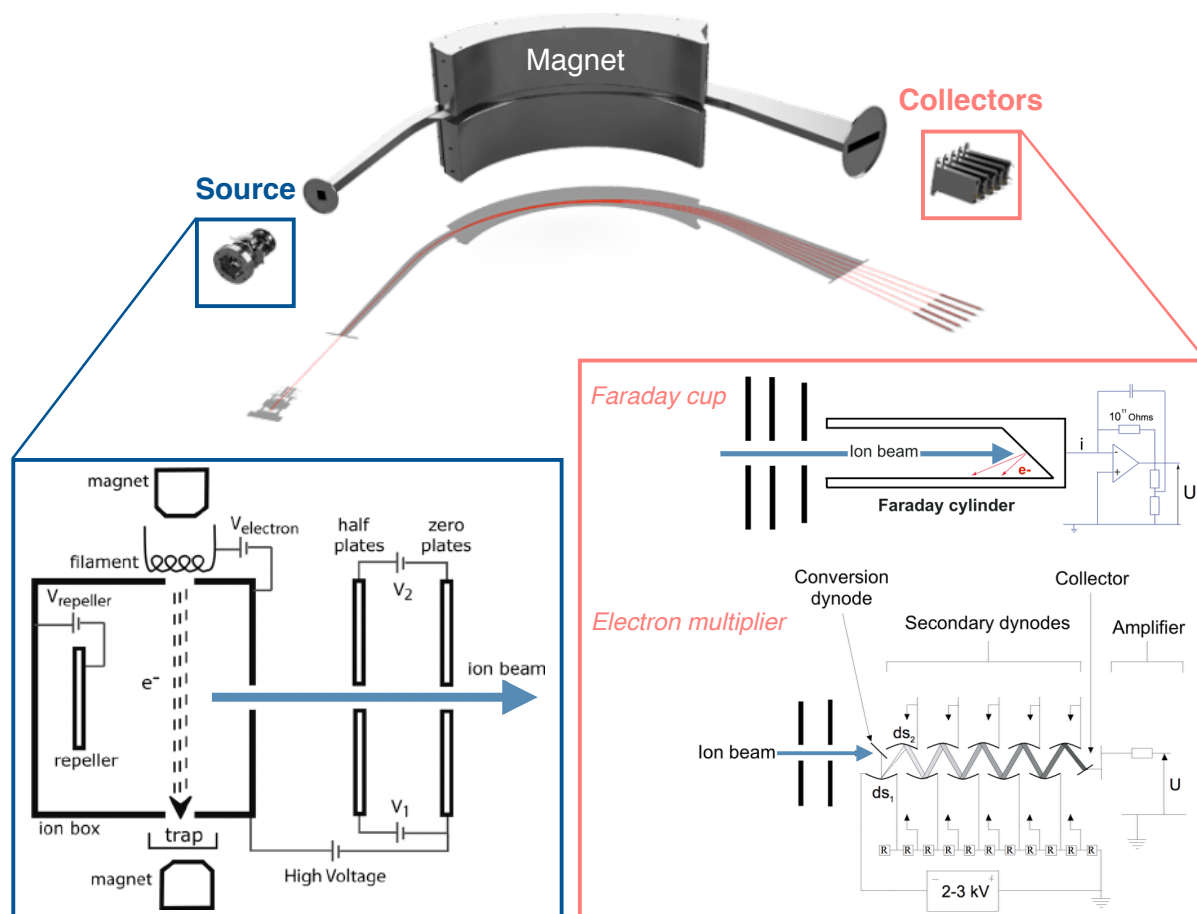 Magnet
Collectors
Source
magnet
filament
V electron
half
plates
zero
plates
V repeller
V2
e-
ion beam
repeller
V1
ion box
trap
High Voltage
magnet
Faraday cup
10¹¹ Ohms
i
Ion beam
e-
-
+
U
Faraday cylinder
Conversion
dynode
Collector
Electron multiplier
Secondary dynodes
Amplifier
ds2
Ion beam
ds1
U
R R R R R R R R R R
- +
2-3 kV